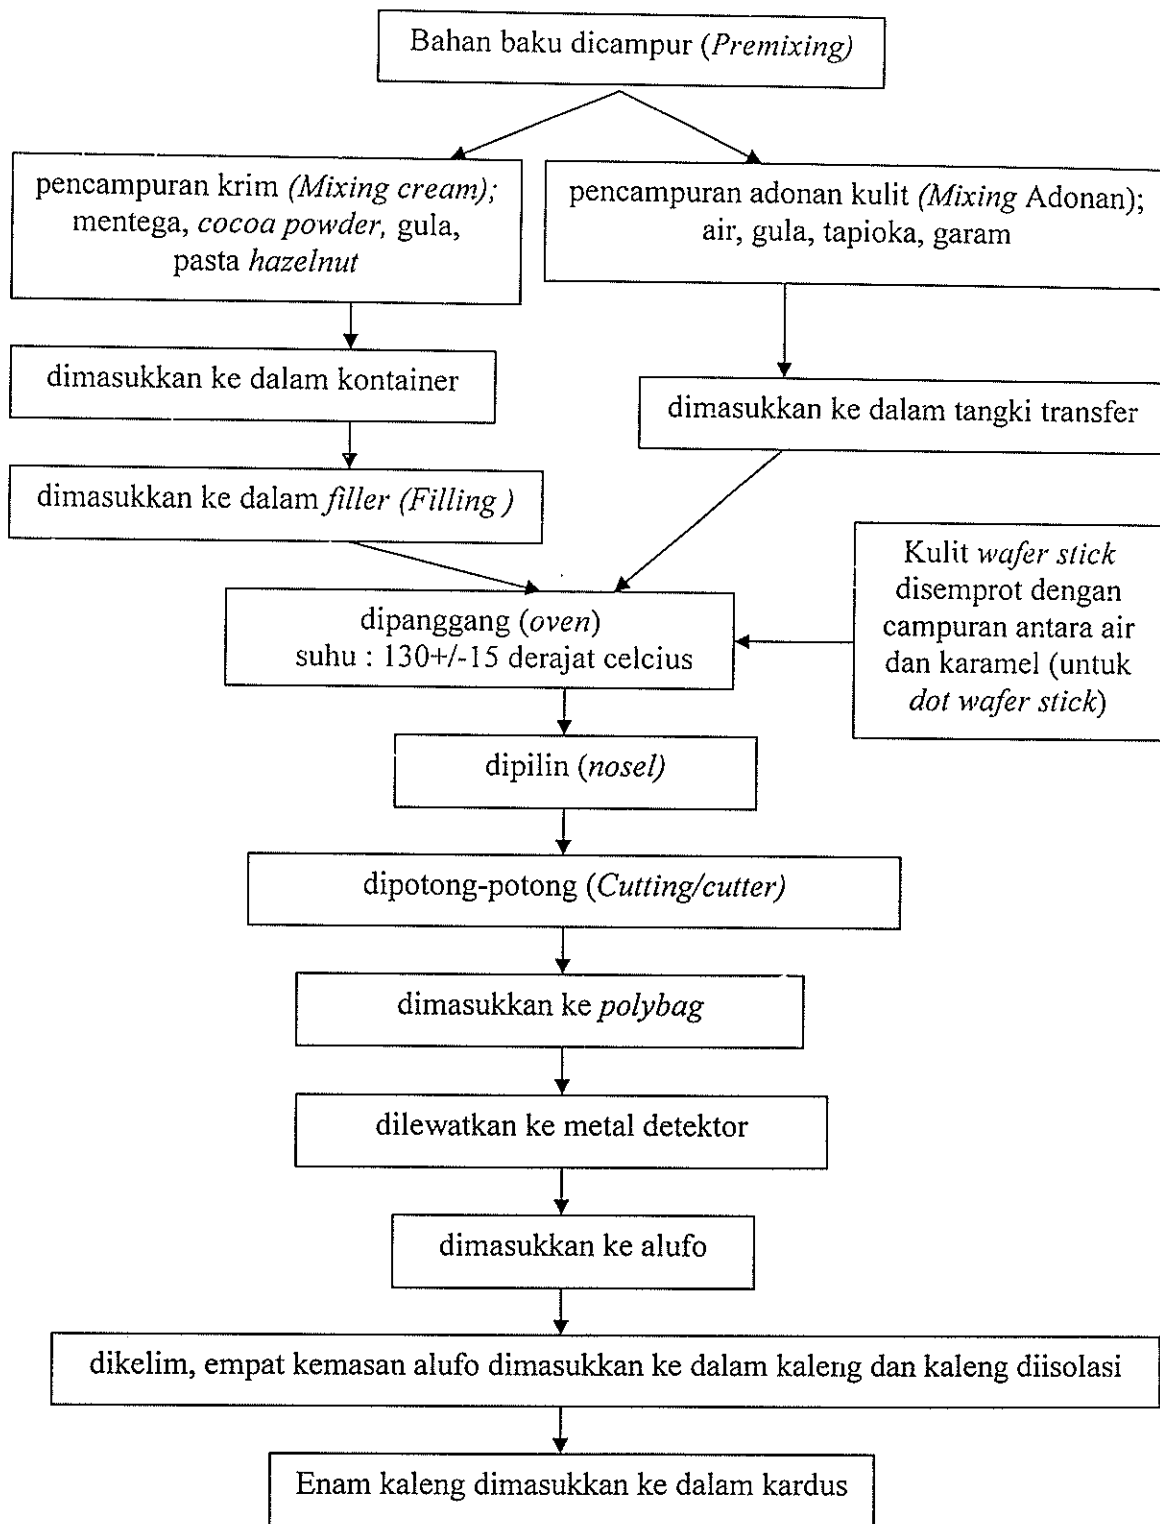 Bahan baku dicampur (Premixing)
pencampuran krim (Mixing cream);
mentega, cocoa powder, gula,
pasta hazelnut
pencampuran adonan kulit (Mixing Adonan);
air, gula, tapioka, garam
dimasukkan ke dalam kontainer
dimasukkan ke dalam tangki transfer
dimasukkan ke dalam filler (Filling )
Kulit wafer stick
disemprot dengan
campuran antara air
dan karamel (untuk
dot wafer stick)
dipanggang (oven)
suhu : 130+/-15 derajat celcius
dipilin (nosel)
dipotong-potong (Cutting/cutter)
dimasukkan ke polybag
dilewatkan ke metal detektor
dimasukkan ke alufo
dikelim, empat kemasan alufo dimasukkan ke dalam kaleng dan kaleng diisolasi
Enam kaleng dimasukkan ke dalam kardus